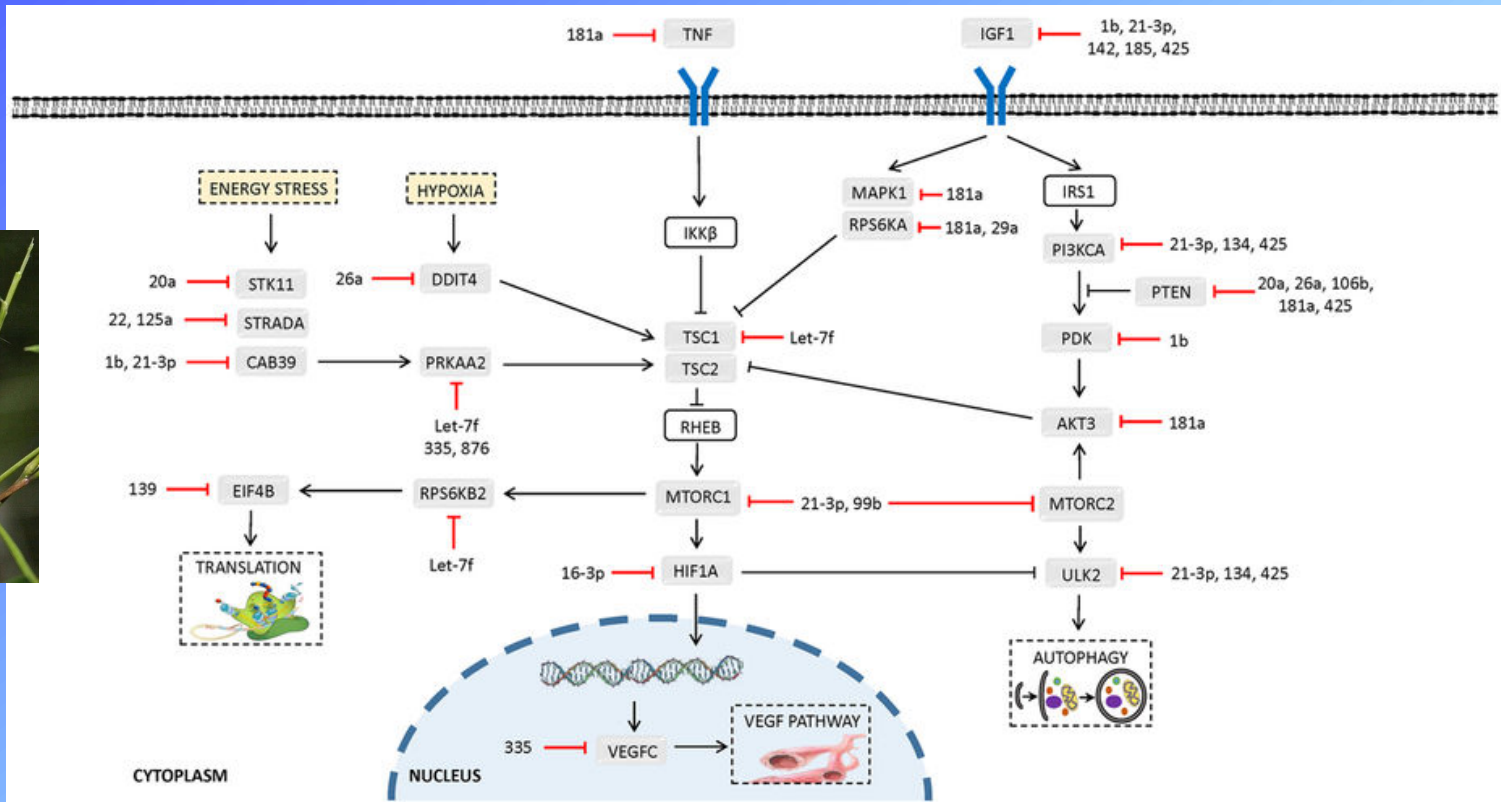 181a
TNF
IGF1
1b, 21-3p,
142, 185, 425
ENERGY STRESS
HYPOXIA
MAPK1
181a
IRS1
RPS6KA
181a, 29a
IKKβ
PI3KCA
21-3p, 134, 425
20a
STK11
26a
DDIT4
PTEN
20a, 26a, 106b,
181a, 425
22, 125a
STRADA
TSC1
Let-7f
PDK
1b
1b, 21-3p
CAB39
PRKAA2
TSC2
Let-7f
335, 876
RHEB
AKT3
181a
139
EIF4B
RPS6KB2
MTORC1
21-3p, 99b
MTORC2
TRANSLATION
Let-7f
16-3p
HIF1A
ULK2
21-3p, 134, 425
AUTOPHAGY
VEGF PATHWAY
335
VEGFC
CYTOPLASM
NUCLEUS